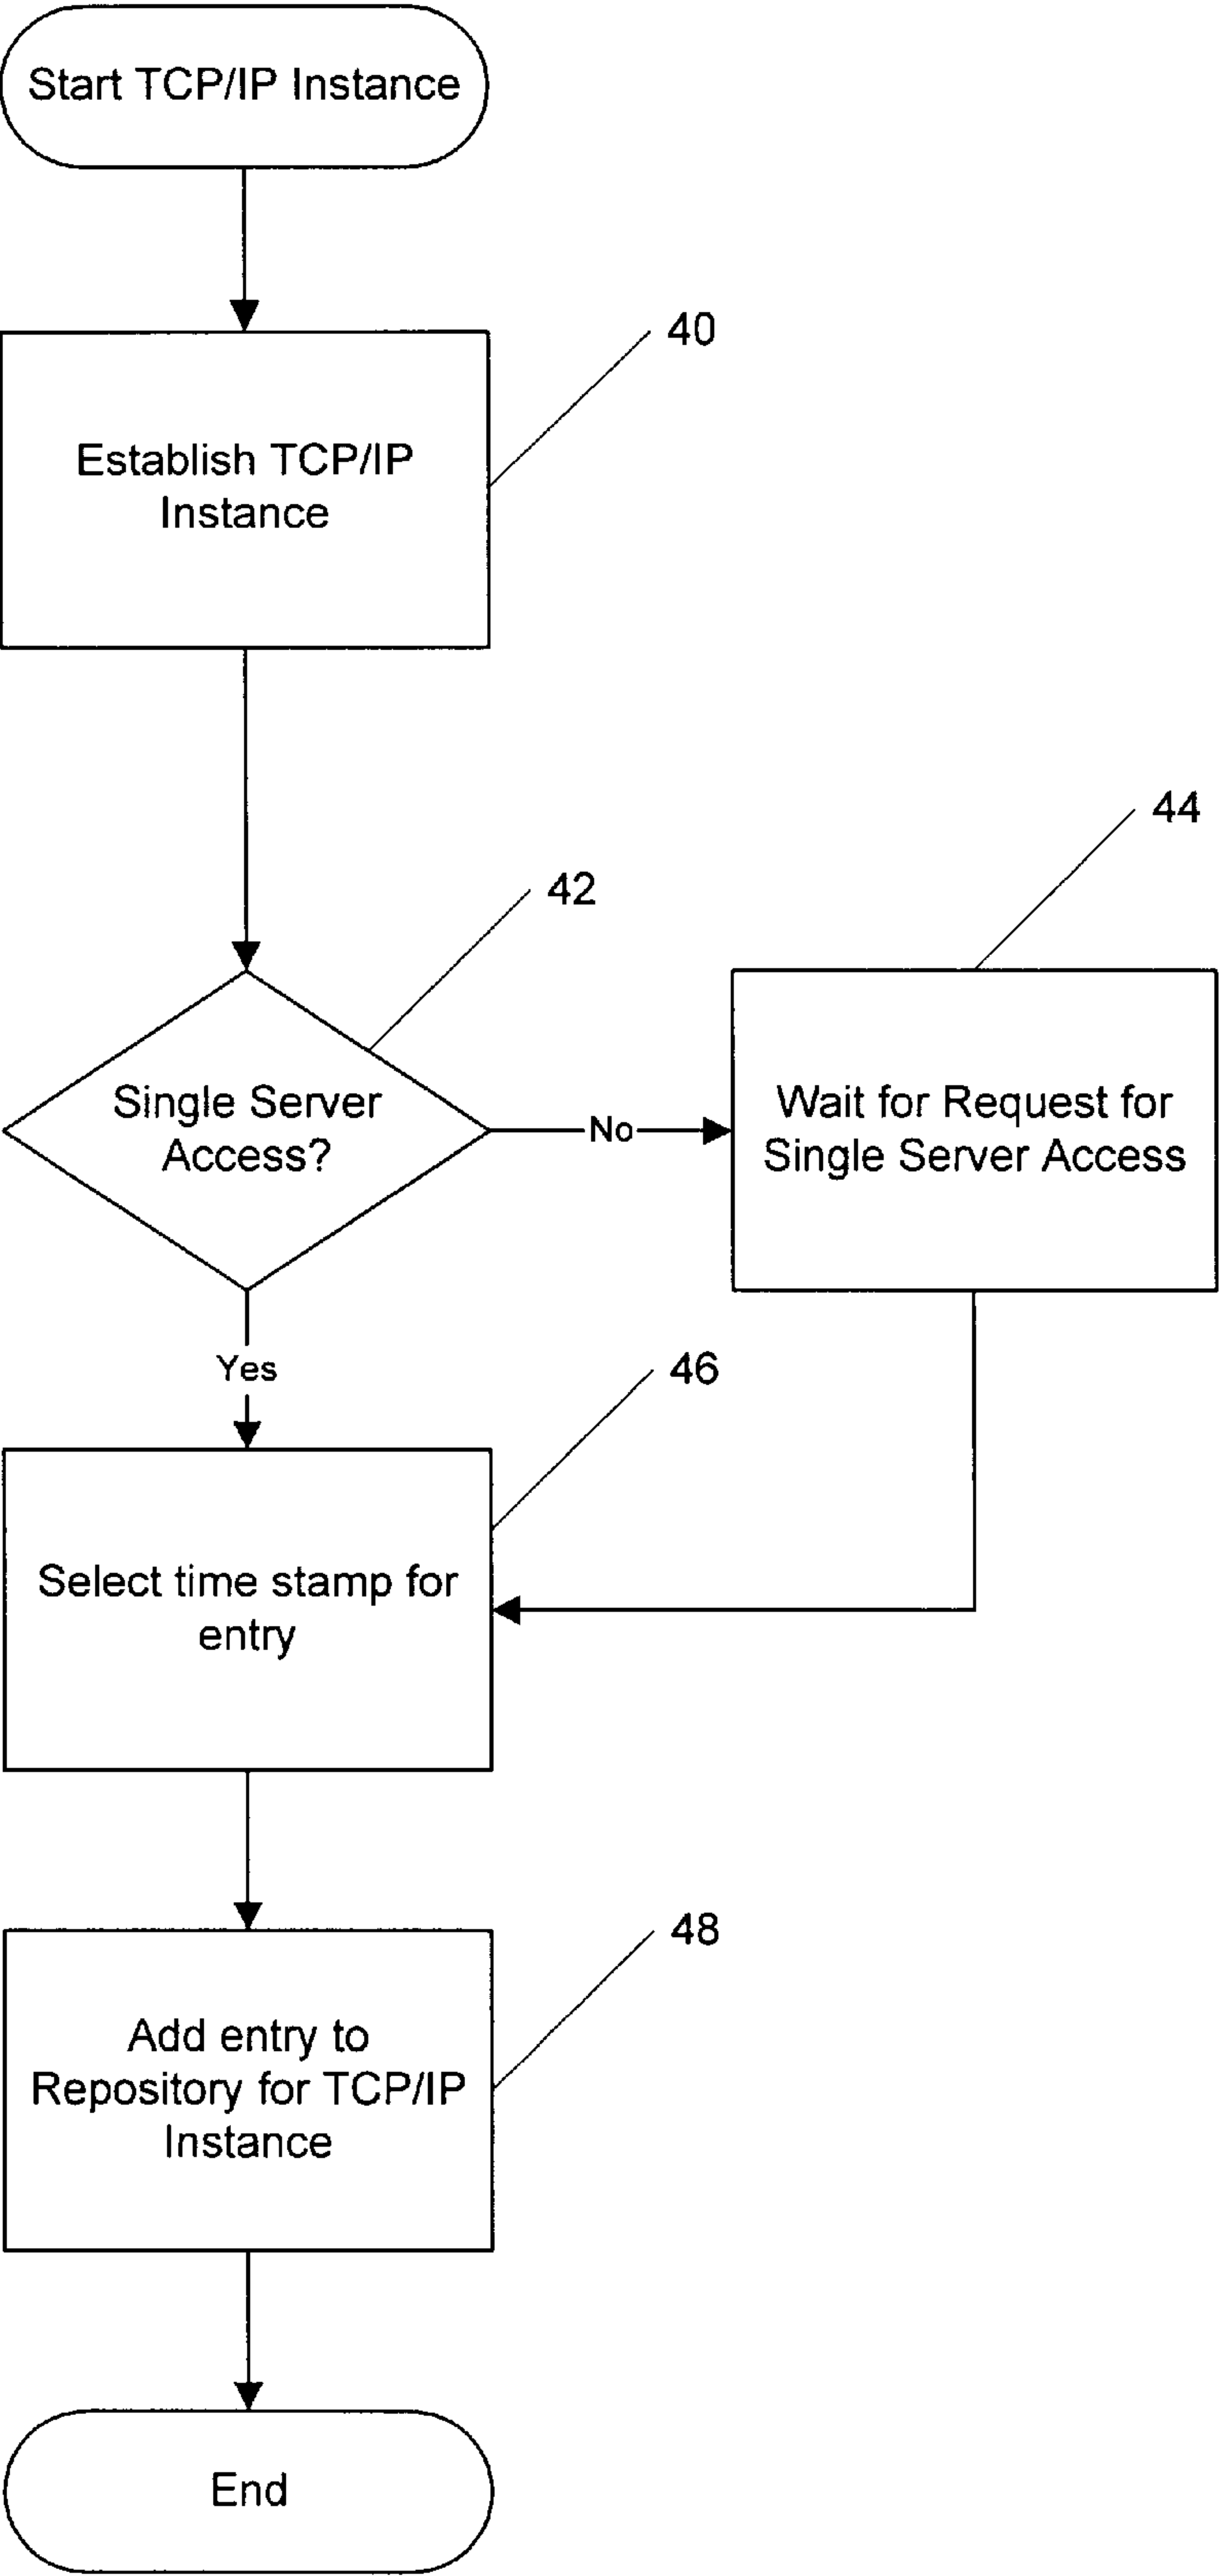 Start TCP/IP Instance
40
Establish TCP/IP
Instance
44
42
Single Server
Access?
No
Wait for Request for
Single Server Access
Yes
46
Select time stamp for
entry
48
Add entry to
Repository for TCP/IP
Instance
End